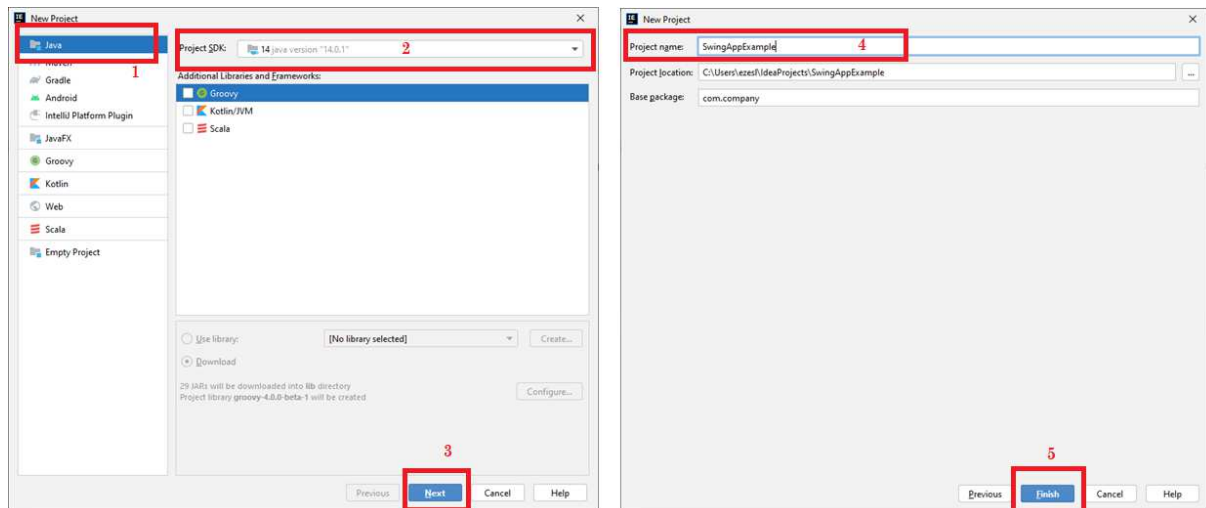 New Project
Java
1
Maven
Gradle
Android
IntelliJ Platform Plugin
JavaFX
Groovy
Kotlin
Web
Scala
Empty Project
Project SDK: 14 java version "14.0.1" 2
Additional Libraries and Frameworks:
Groovy
Kotlin/JVM
Scala
Use library: [No library selected] Create...
Download
29 JARs will be downloaded into lib directory
Project library groovy-4.0.0-beta-1 will be created
Configure...
3
Previous Next Cancel Help
New Project
Project name: SwingAppExample 4
Project location: C:\Users\ezesl\IdeaProjects\SwingAppExample ...
Base package: com.company
5
Previous Finish Cancel Help